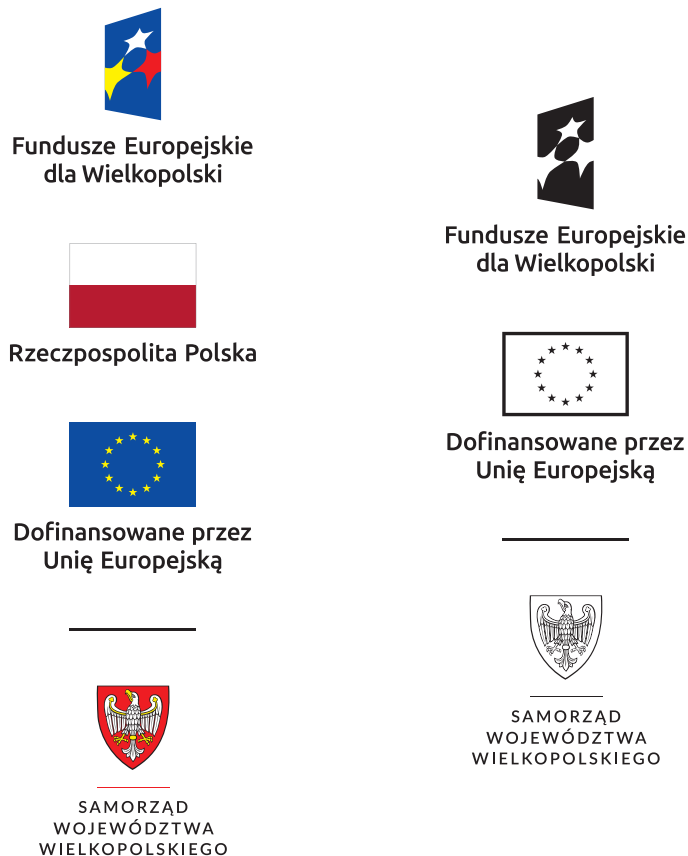 Fundusze Europejskie
dla Wielkopolski
Rzeczpospolita Polska
Dofinansowane przez
Unię Europejską
SAMORZĄD
WOJEWÓDZTWA
WIELKOPOLSKIEGO
Fundusze Europejskie
dla Wielkopolski
Dofinansowane przez
Unię Europejską
SAMORZĄD
WOJEWÓDZTWA
WIELKOPOLSKIEGO